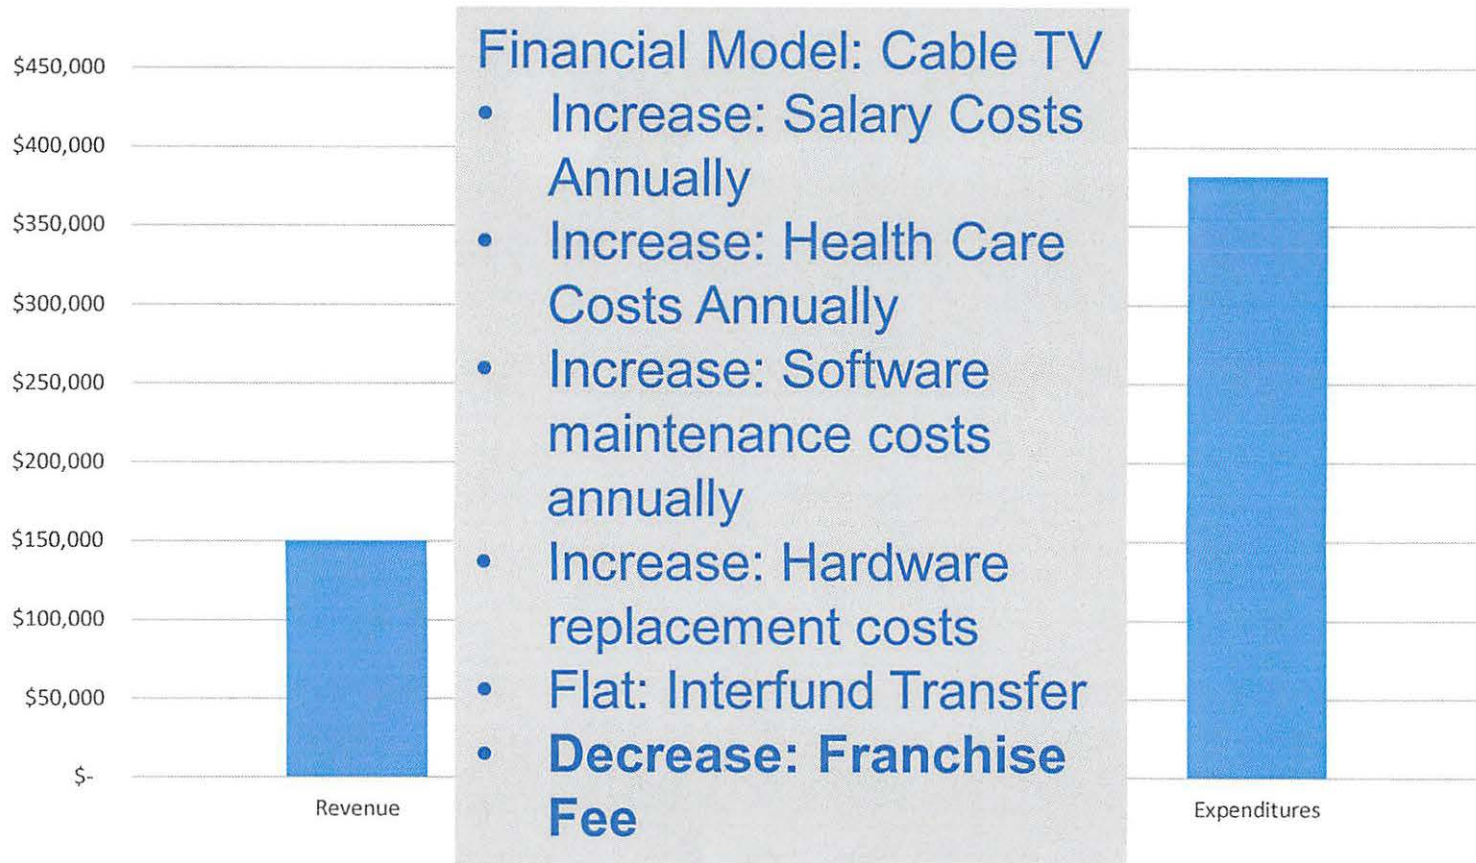 Financial Model: Cable TV
• Increase: Salary Costs
Annually
• Increase: Health Care
Costs Annually
• Increase: Software
maintenance costs
annually
• Increase: Hardware
replacement costs
• Flat: Interfund Transfer
• Decrease: Franchise
Fee
$450,000
$400,000
$350,000
$300,000
$250,000
$200,000
$150,000
$100,000
$50,000
$-
Revenue
Expenditures